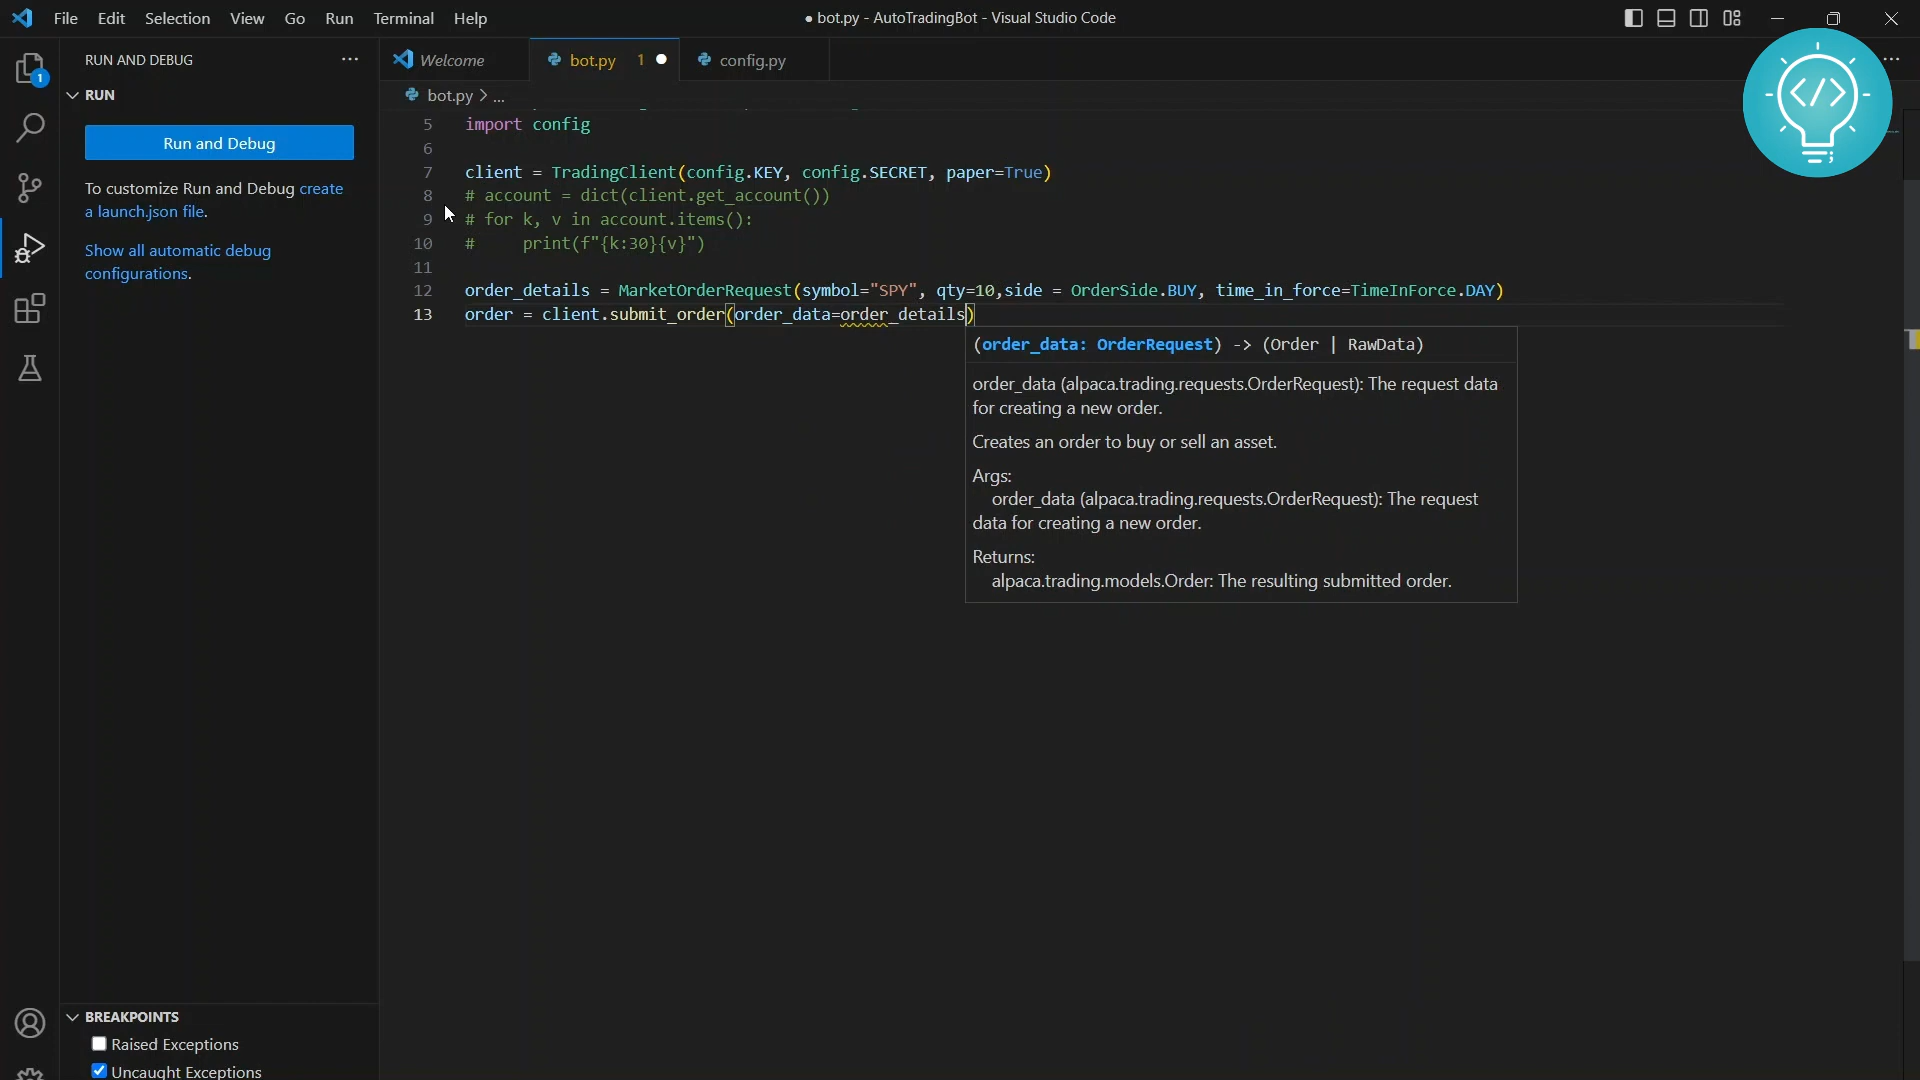 File Edit Selection View Go Run Terminal Help
● bot.py - AutoTradingBot - Visual Studio Code
RUN AND DEBUG
RUN
Run and Debug
To customize Run and Debug create
a launch.json file.
Show all automatic debug
configurations.
BREAKPOINTS
Raised Exceptions
Uncaught Exceptions
1
Welcome
bot.py 1
config.py
bot.py > ...
5 import config
6
7 client = TradingClient(config.KEY, config.SECRET, paper=True)
8 # account = dict(client.get_account())
9 # for k, v in account.items():
10 #     print(f"{k:30}{v}")
11
12 order_details = MarketOrderRequest(symbol="SPY", qty=10,side = OrderSide.BUY, time_in_force=TimeInForce.DAY)
13 order = client.submit_order(order_data=order_details)
(order_data: OrderRequest) -> (Order | RawData)
order_data (alpaca.trading.requests.OrderRequest): The request data
for creating a new order.
Creates an order to buy or sell an asset.
Args:
order_data (alpaca.trading.requests.OrderRequest): The request
data for creating a new order.
Returns:
alpaca.trading.models.Order: The resulting submitted order.
</> ;